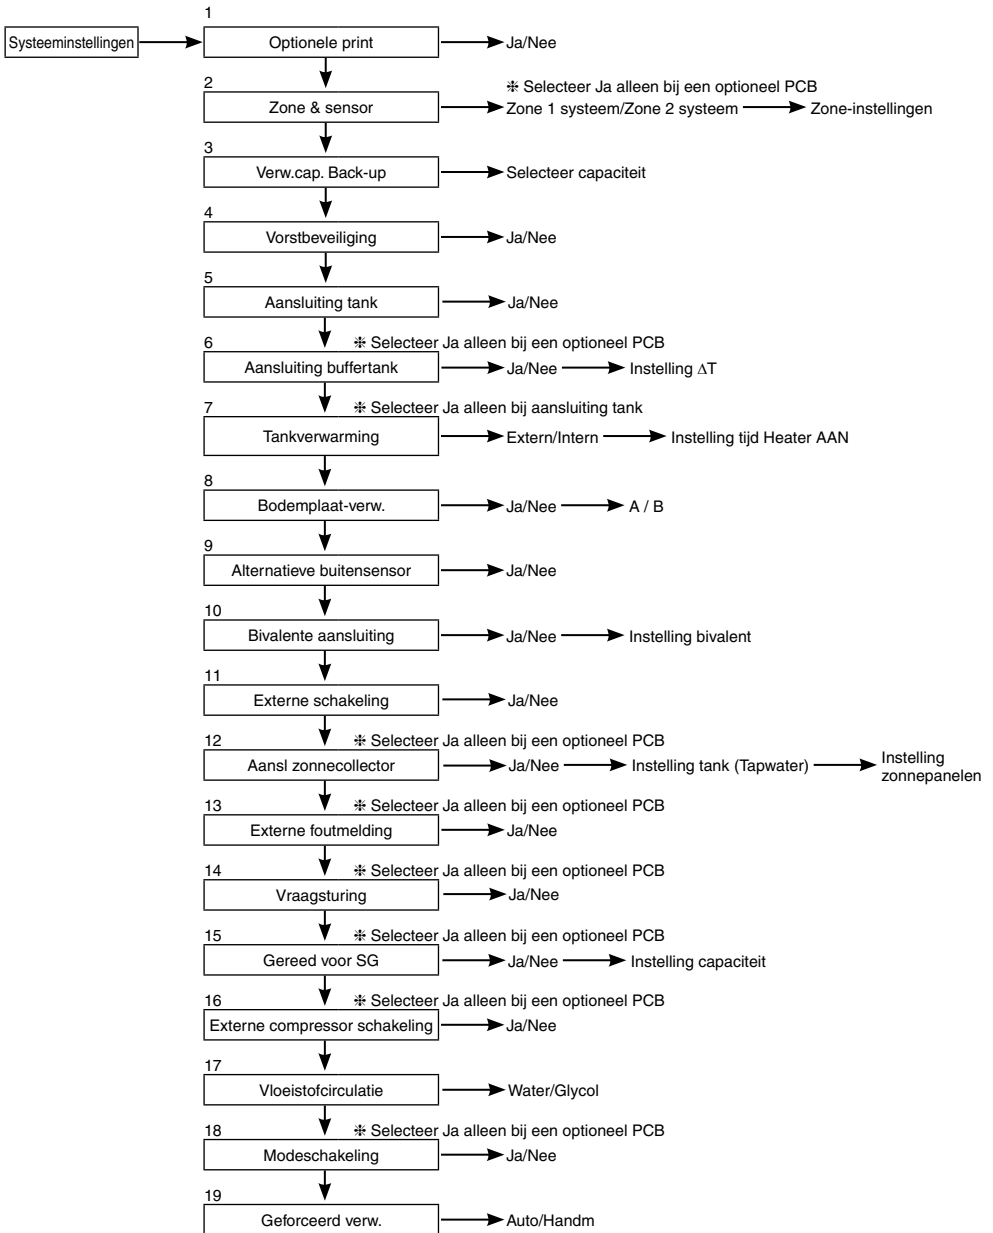 1
Systeeminstellingen
Optionele print
Ja/Nee
❉ Selecteer Ja alleen bij een optioneel PCB
2
Zone & sensor
Zone 1 systeem/Zone 2 systeem
Zone-instellingen
3
Verw.cap. Back-up
Selecteer capaciteit
4
Vorstbeveiliging
Ja/Nee
5
Aansluiting tank
Ja/Nee
❉ Selecteer Ja alleen bij een optioneel PCB
6
Aansluiting buffertank
Ja/Nee
Instelling ΔT
❉ Selecteer Ja alleen bij aansluiting tank
7
Tankverwarming
Extern/Intern
Instelling tijd Heater AAN
8
Bodemplaat-verw.
Ja/Nee
A / B
9
Alternatieve buitensensor
Ja/Nee
10
Bivalente aansluiting
Ja/Nee
Instelling bivalent
11
Externe schakeling
Ja/Nee
12
❉ Selecteer Ja alleen bij een optioneel PCB
Aansl zonnecollector
Ja/Nee
Instelling tank (Tapwater)
Instelling
zonnepanelen
13
❉ Selecteer Ja alleen bij een optioneel PCB
Externe foutmelding
Ja/Nee
14
❉ Selecteer Ja alleen bij een optioneel PCB
Vraagsturing
Ja/Nee
15
❉ Selecteer Ja alleen bij een optioneel PCB
Gereed voor SG
Ja/Nee
Instelling capaciteit
16
❉ Selecteer Ja alleen bij een optioneel PCB
Externe compressor schakeling
Ja/Nee
17
Vloeistofcirculatie
Water/Glycol
18
❉ Selecteer Ja alleen bij een optioneel PCB
Modeschakeling
Ja/Nee
19
Geforceerd verw.
Auto/Handm